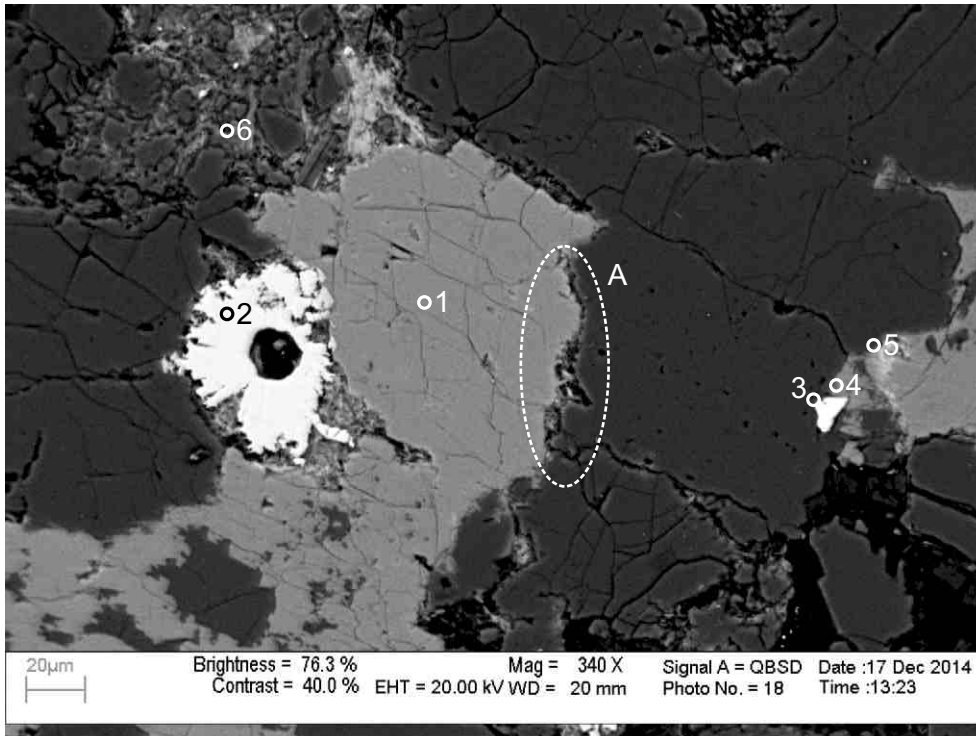 6
A
1
2
5
3
4
20µm
Brightness = 76.3 %
Contrast = 40.0 %
EHT = 20.00 kV
Mag = 340 X
WD = 20 mm
Signal A = QBSD
Photo No. = 18
Date :17 Dec 2014
Time :13:23